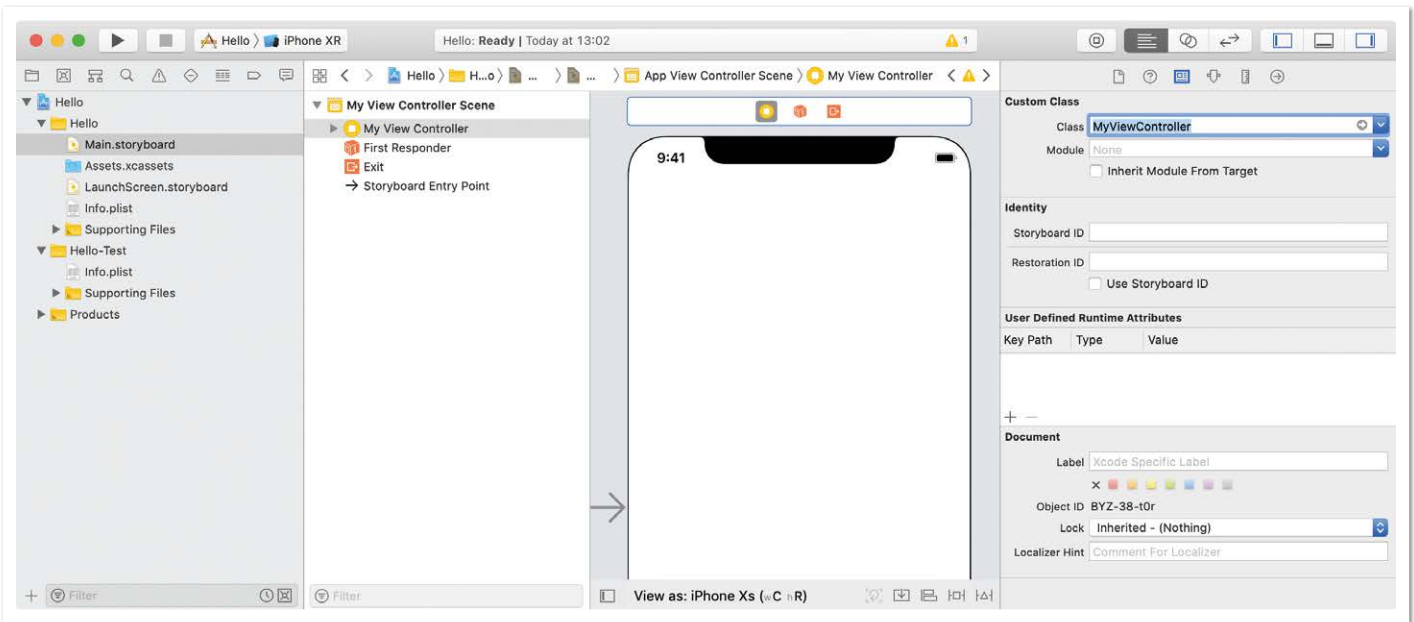 Hello 〉 iPhone XR
Hello: Ready | Today at 13:02
1
Hello
Hello
Main.storyboard
Assets.xcassets
LaunchScreen.storyboard
Info.plist
Supporting Files
Hello-Test
Info.plist
Supporting Files
Products
Filter
Hello 〉 H...o 〉 ... 〉 ... 〉 App View Controller Scene 〉 My View Controller
My View Controller Scene
My View Controller
First Responder
Exit
Storyboard Entry Point
Filter
9:41
View as: iPhone Xs (wC hR)
Custom Class
Class MyViewController
Module None
Inherit Module From Target
Identity
Storyboard ID
Restoration ID
Use Storyboard ID
User Defined Runtime Attributes
Key Path Type Value
Document
Label Xcode Specific Label
Object ID BYZ-38-t0r
Lock Inherited - (Nothing)
Localizer Hint Comment For Localizer